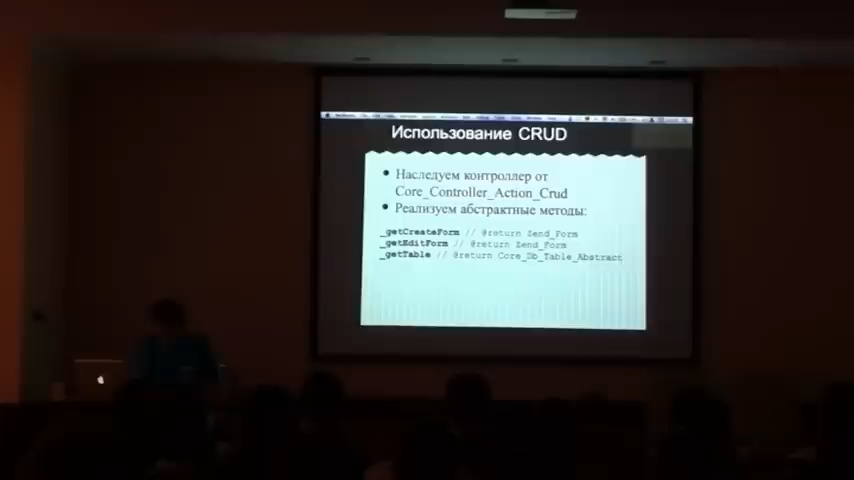 Использование CRUD
Наследуем контроллер от
Core_Controller_Action_Crud
Реализуем абстрактные методы:
_getCreateForm // @return Zend_Form
_getEditForm // @return Zend_Form
_getTable // @return Core_Db_Table_Abstract